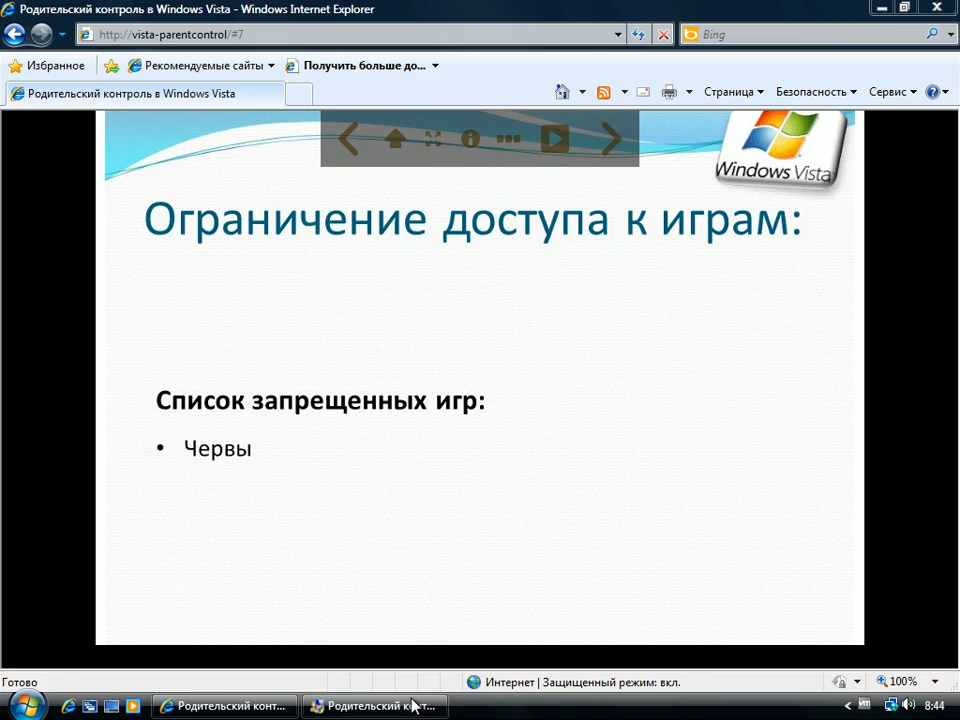 Родительский контроль в Windows Vista - Windows Internet Explorer
http://vista-parentcontrol/#7
Bing
Избранное
Рекомендуемые сайты
Получить больше до...
Родительский контроль в Windows Vista
Страница
Безопасность
Сервис
Windows Vista
Ограничение доступа к играм:
Список запрещенных игр:
• Червы
Готово
Интернет | Защищенный режим: вкл.
100%
Родительский конт...
Родительский конт...
8:44